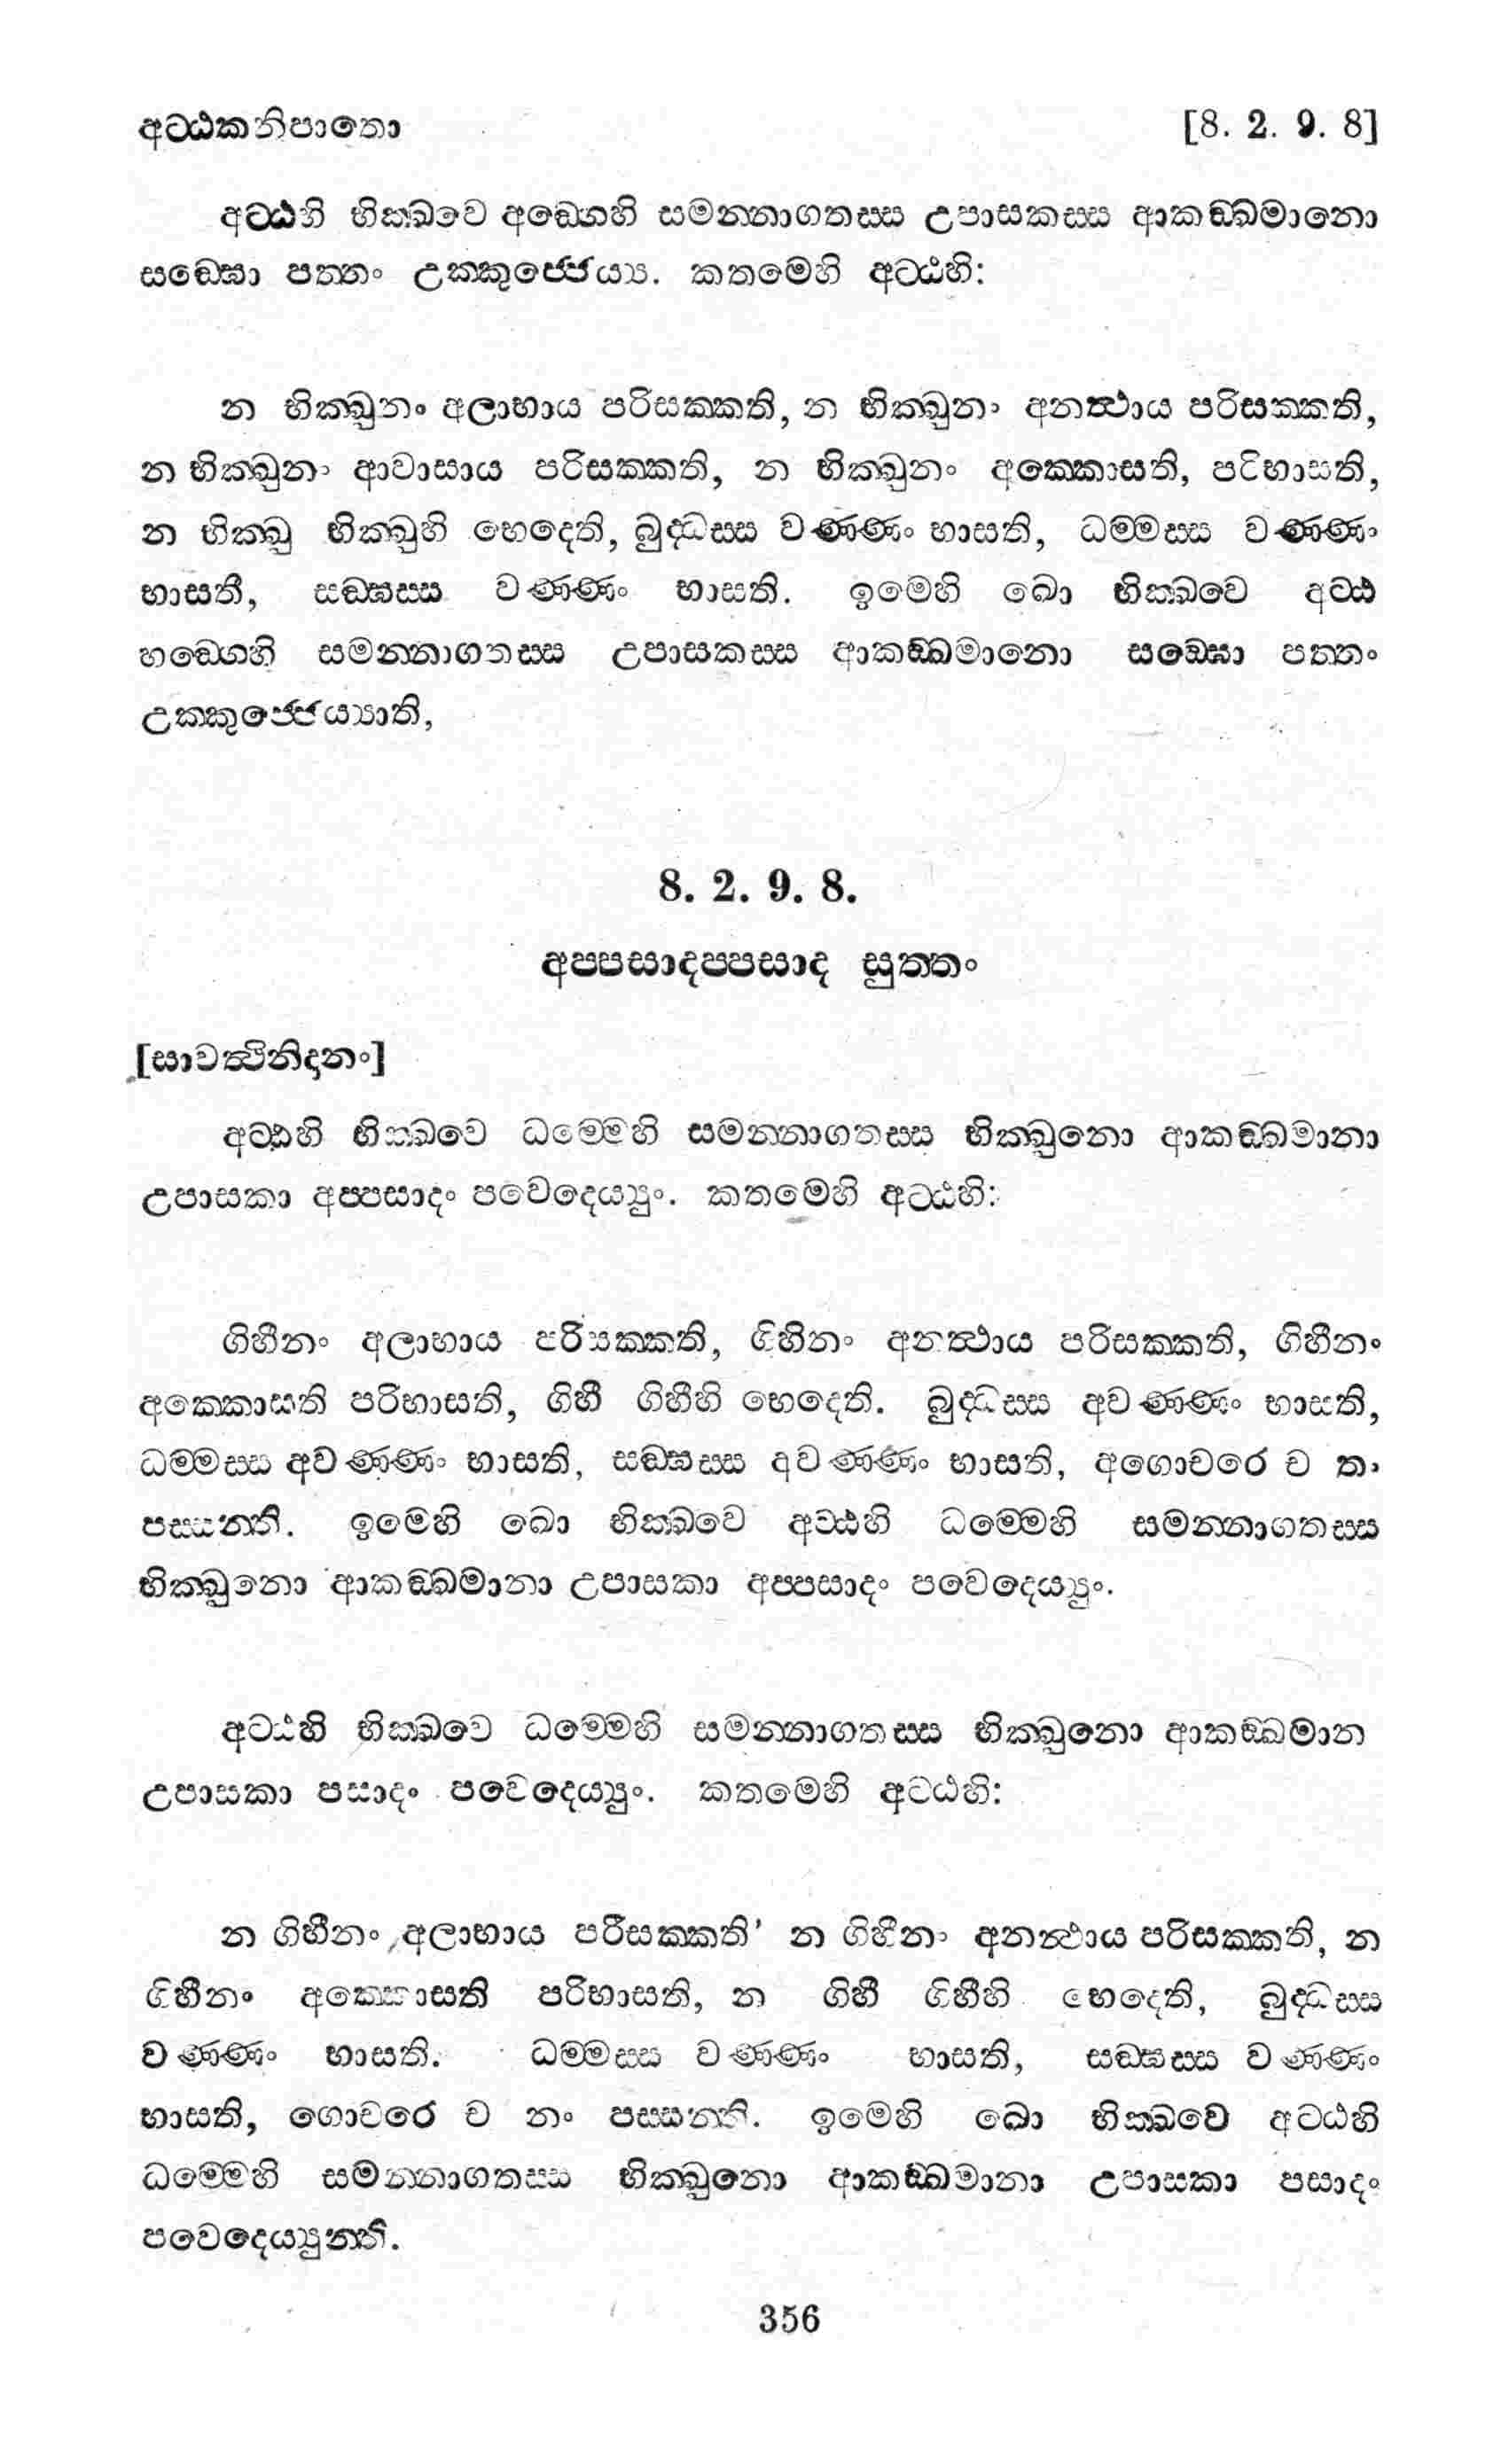 අට්ඨකනිපාතො [8. 2. 9. 8]
අට්ඨහි භික්ඛවෙ අඞ්ගෙහි සමන්නාගතස්ස උපාසකස්ස ආකඞ්ඛමානො
සඞ්ඝො පත්තං උක්කුජ්ජෙය්‍ය. කතමෙහි අට්ඨහි:
න භික්ඛුනං අලාභාය පරිසක්කති, න භික්ඛුනං අනත්ථාය පරිසක්කති,
න භික්ඛුනං ආවාසාය පරිසක්කති, න භික්ඛුනං අක්කොසති, පරිභාසති,
න භික්ඛු භික්ඛුහි භෙදෙති, බුද්ධස්ස වණ්ණං භාසති, ධම්මස්ස වණ්ණං
භාසතී, සඞ්ඝස්ස වණ්ණං භාසති. ඉමෙහි ඛො භික්ඛවෙ අට්ඨ
හඞ්ගෙහි සමන්නාගතස්ස උපාසකස්ස ආකඞ්ඛමානො සඞ්ඝො පත්තං
උක්කුජ්ජෙය්‍යාති,
8. 2. 9. 8.
අප්පසාදප්පසාද සුත්තං
[සාවත්ථිනිදානං]
අට්ඨහි භික්ඛවෙ ධම්මෙහි සමන්නාගතස්ස භික්ඛුනො ආකඞ්ඛමානා
උපාසකා අප්පසාදං පවෙදෙය්‍යුං. කතමෙහි අට්ඨහි:
ගිහීනං අලාභාය පරිසක්කති, ගිහිනං අනත්ථාය පරිසක්කති, ගිහීනං
අක්කොසති පරිභාසති, ගිහී ගිහීහි භෙදෙති. බුද්ධස්ස අවණ්ණං භාසති,
ධම්මස්ස අවණ්ණං භාසති, සඞ්ඝස්ස අවණ්ණං භාසති, අගොචරෙ ච තං
පස්සන්ති. ඉමෙහි ඛො භික්ඛවෙ අට්ඨහි ධම්මෙහි සමන්නාගතස්ස
භික්ඛුනො ආකඞ්ඛමානා උපාසකා අප්පසාදං පවෙදෙය්‍යුං.
අටඨහි භික්ඛවෙ ධම්මෙහි සමන්නාගතස්ස භික්ඛුනො ආකඞ්ඛමාන
උපාසකා පසාදං පවෙදෙය්‍යුං. කතමෙහි අටඨහි:
න ගිහීනං අලාභාය පරීසක්කති' න ගිහීනං අනත්ථාය පරිසක්කති, න
ගිහීනං අක්කොසති පරිභාසති, න ගිහී ගිහීහි භෙදෙති, බුද්ධස්ස
වණ්ණං භාසති. ධම්මස්ස වණ්ණං භාසති, සඞ්ඝස්ස වණ්ණං
භාසති, ගොචරෙ ච නං පස්සන්ති. ඉමෙහි ඛො භික්ඛවෙ අටඨහි
ධම්මෙහි සමන්නාගතස්ස භික්ඛුනො ආකඞ්ඛමානා උපාසකා පසාදං
පවෙදෙය්‍යුන්ති.
356